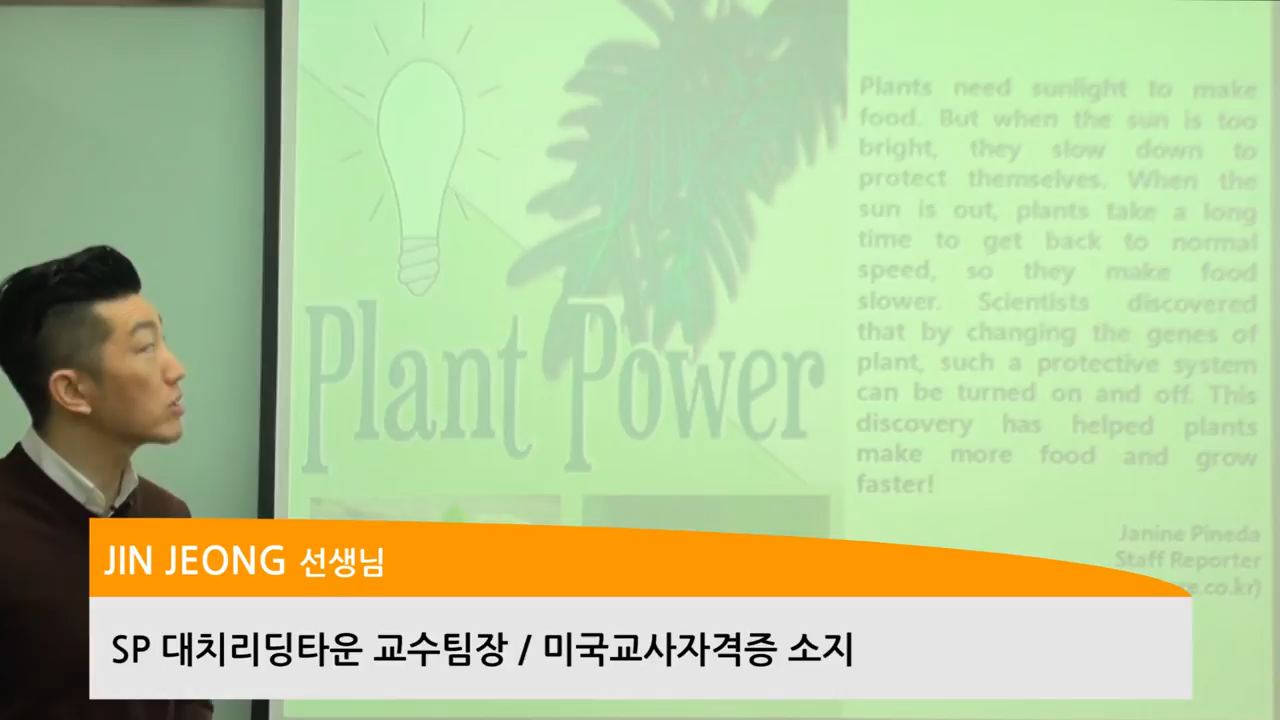 Plant Power
Plants need sunlight to make
food. But when the sun is too
bright, they slow down to
protect themselves. When the
sun is out, plants take a long
time to get back to normal
speed, so they make food
slower. Scientists discovered
that by changing the genes of
plant, such a protective system
can be turned on and off. This
discovery has helped plants
make more food and grow
faster!
Janine Pineda
Staff Reporter
e.co.kr)
JIN JEONG 선생님
SP 대치리딩타운 교수팀장 / 미국교사자격증 소지